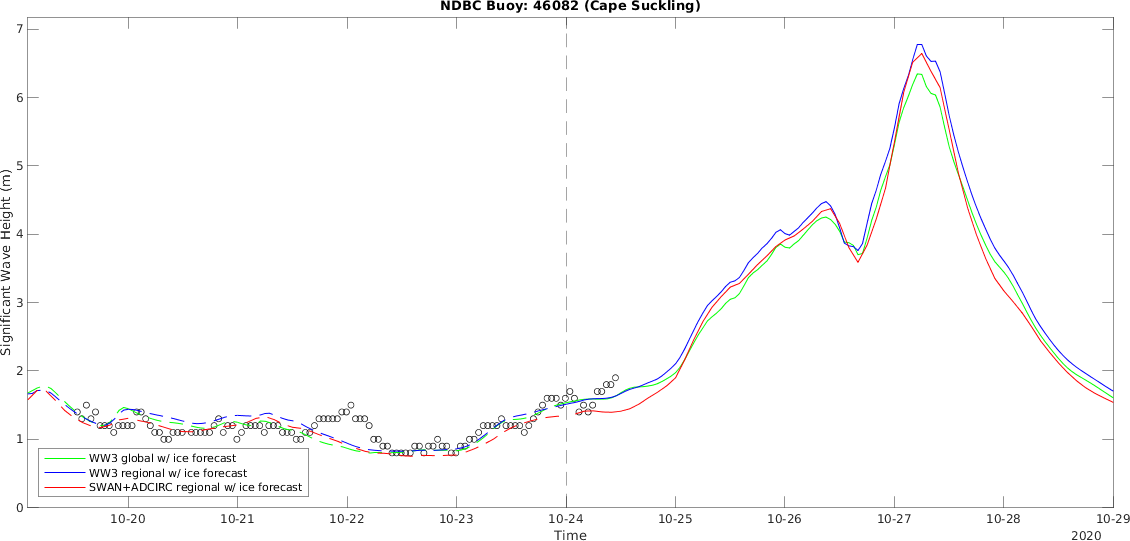 NDBC Buoy: 46082 (Cape Suckling)
7
6
5
4
3
2
1
0
Significant Wave Height (m)
WW3 global w/ ice forecast
WW3 regional w/ ice forecast
SWAN+ADCIRC regional w/ ice forecast
10-20 10-21 10-22 10-23 10-24 10-25 10-26 10-27 10-28 10-29
Time
2020